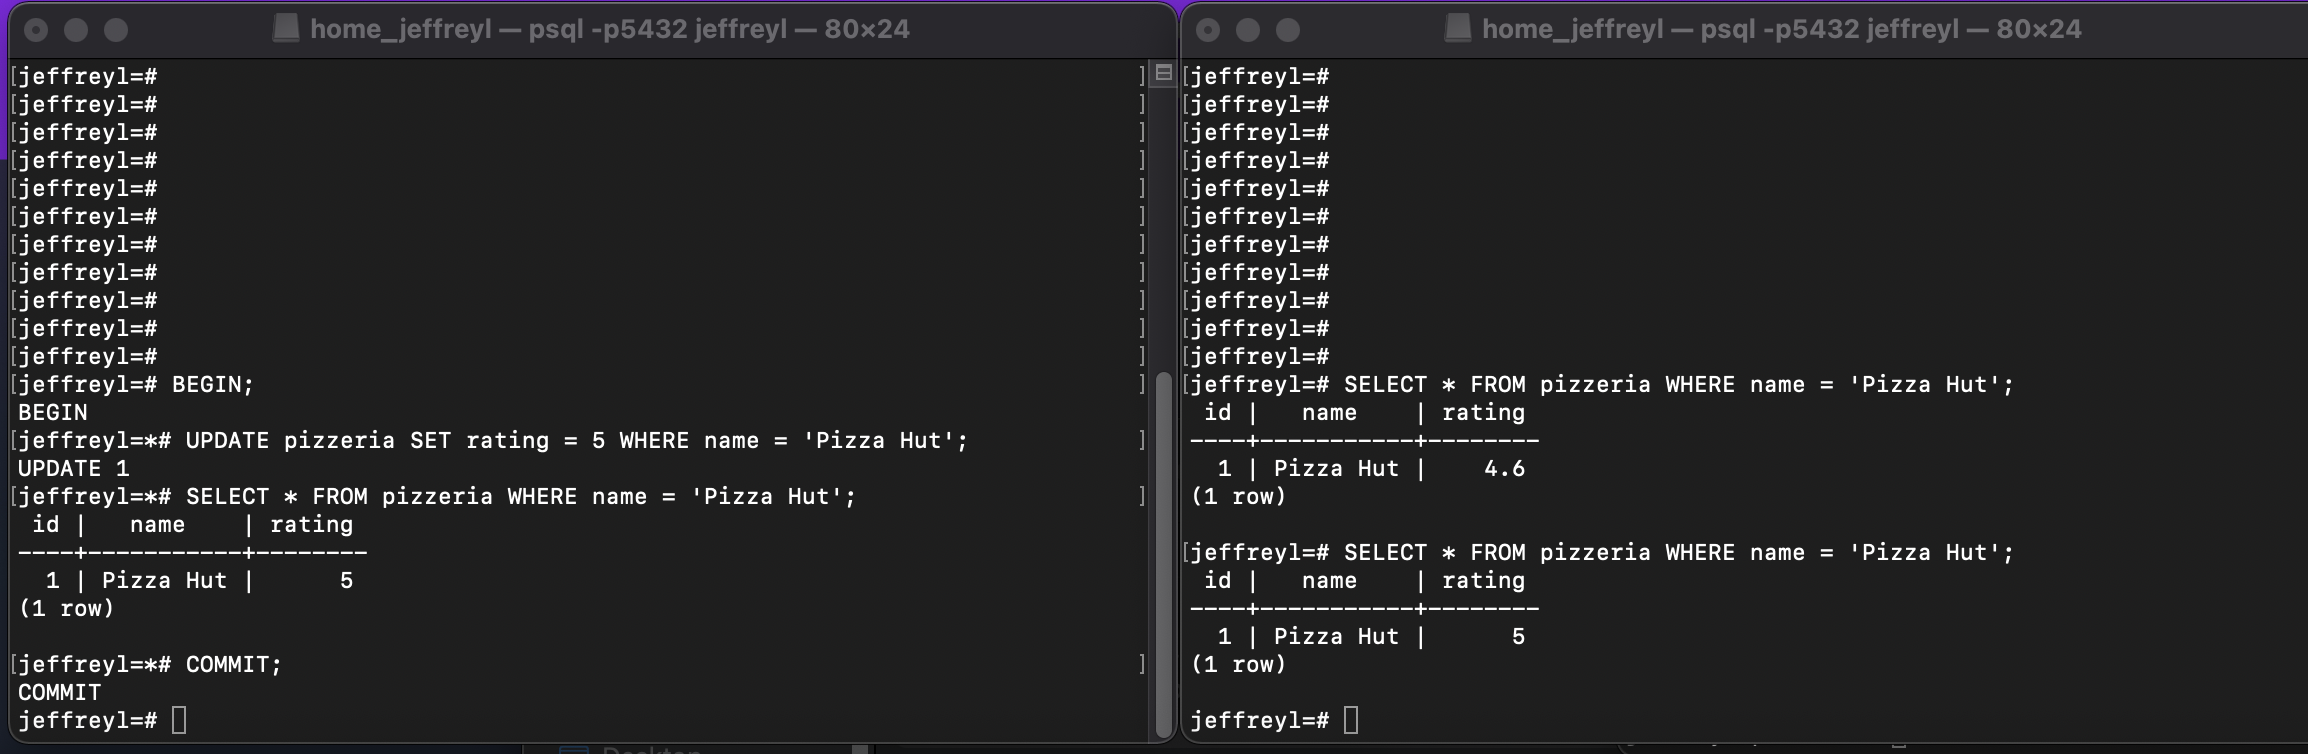 home_jeffreyl — psql -p5432 jeffreyl — 80×24
[jeffreyl=# ]
[jeffreyl=# ]
[jeffreyl=# ]
[jeffreyl=# ]
[jeffreyl=# ]
[jeffreyl=# ]
[jeffreyl=# ]
[jeffreyl=# ]
[jeffreyl=# ]
[jeffreyl=# ]
[jeffreyl=# ]
[jeffreyl=# BEGIN; ]
BEGIN
[jeffreyl=*# UPDATE pizzeria SET rating = 5 WHERE name = 'Pizza Hut'; ]
UPDATE 1
[jeffreyl=*# SELECT * FROM pizzeria WHERE name = 'Pizza Hut'; ]
 id |   name    | rating
----+-----------+--------
  1 | Pizza Hut |      5
(1 row)
[jeffreyl=*# COMMIT; ]
COMMIT
jeffreyl=#
home_jeffreyl — psql -p5432 jeffreyl — 80×24
[jeffreyl=#
[jeffreyl=#
[jeffreyl=#
[jeffreyl=#
[jeffreyl=#
[jeffreyl=#
[jeffreyl=#
[jeffreyl=#
[jeffreyl=#
[jeffreyl=#
[jeffreyl=#
[jeffreyl=# SELECT * FROM pizzeria WHERE name = 'Pizza Hut';
 id |   name    | rating
----+-----------+--------
  1 | Pizza Hut |    4.6
(1 row)
[jeffreyl=# SELECT * FROM pizzeria WHERE name = 'Pizza Hut';
 id |   name    | rating
----+-----------+--------
  1 | Pizza Hut |      5
(1 row)
jeffreyl=#
Desktop